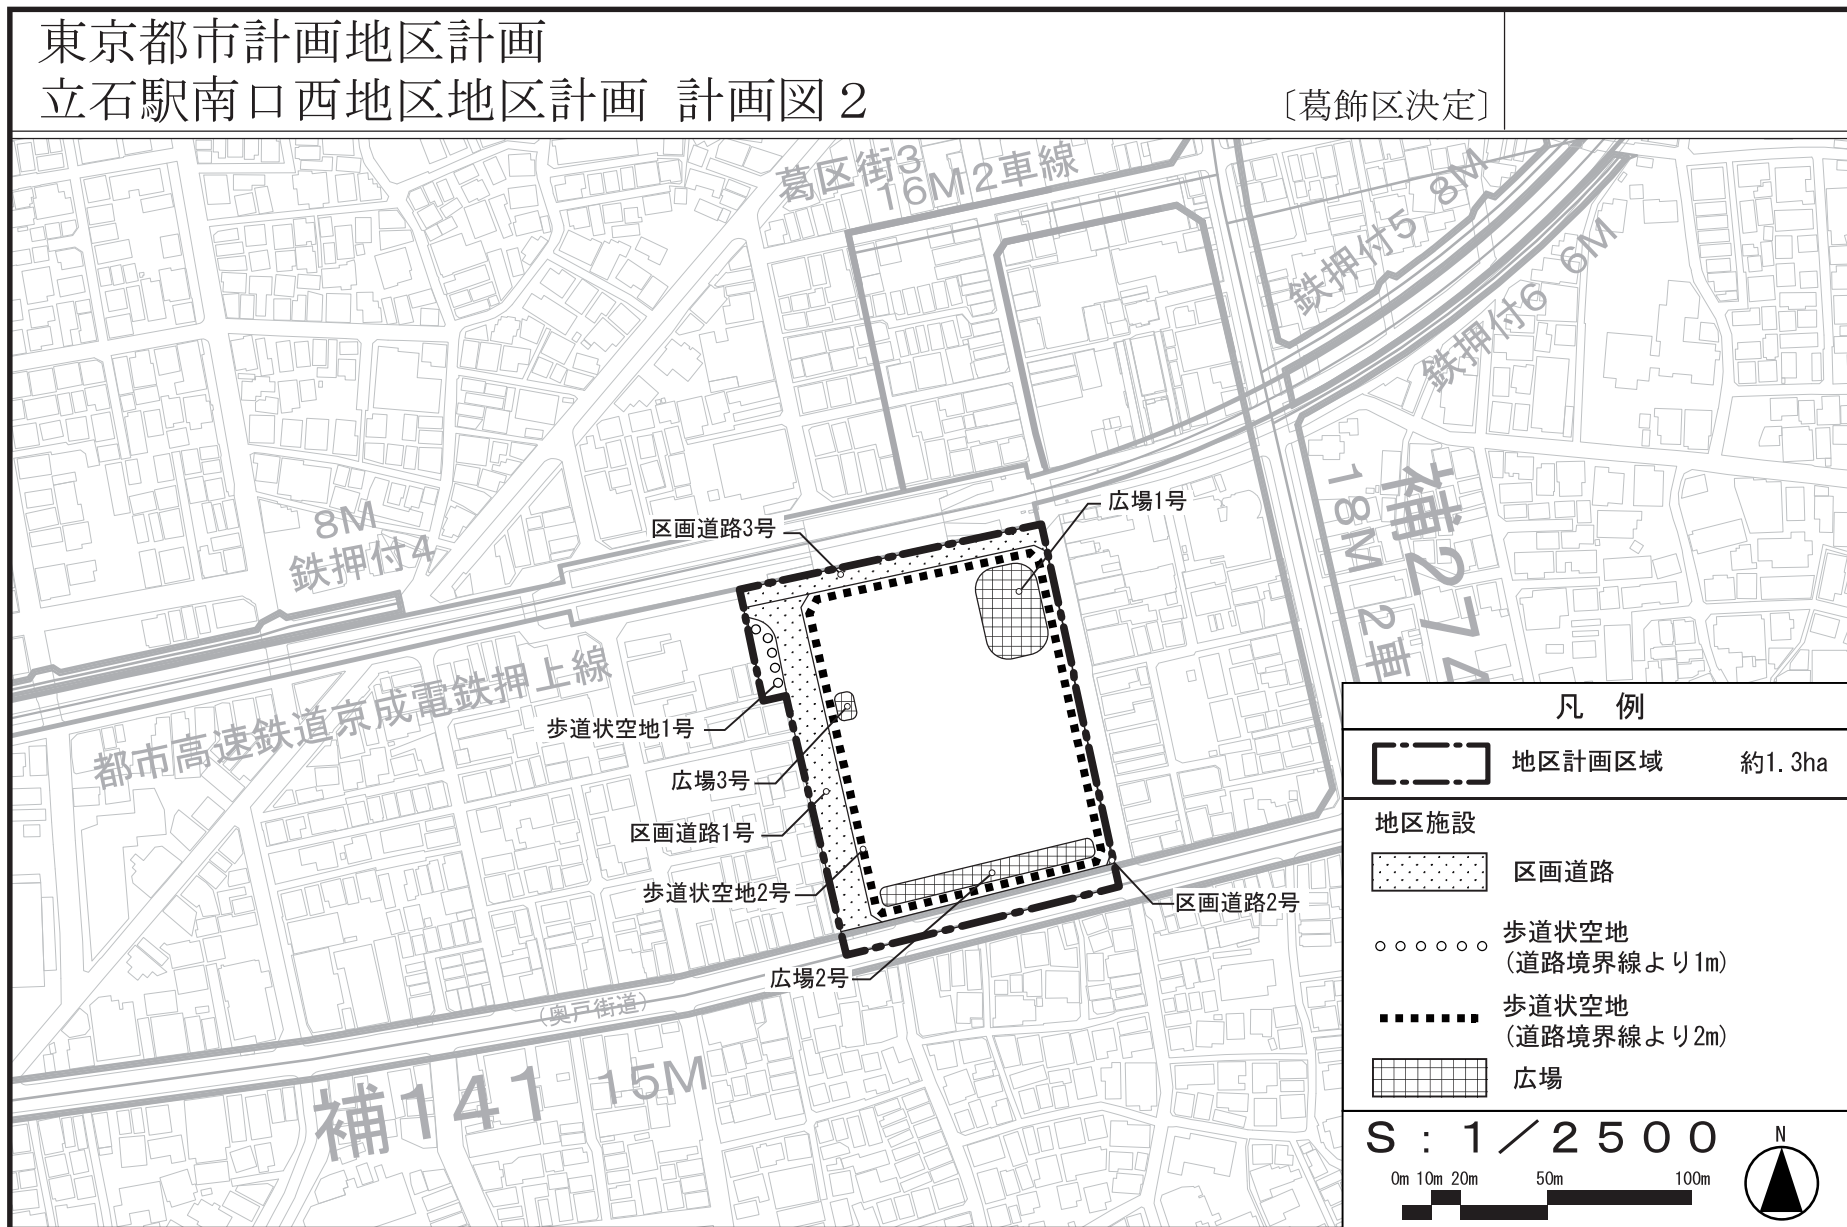 東京都市計画地区計画
立石駅南口西地区地区計画 計画図2
〔葛飾区決定〕
葛区街3
16M2車線
鉄押付5 8M
鉄押付6 6M
補274
18M 2車
8M
鉄押付4
都市高速鉄道京成電鉄押上線
区画道路3号
広場1号
歩道状空地1号
広場3号
区画道路1号
歩道状空地2号
区画道路2号
広場2号
(奥戸街道)
補141 15M
凡 例
地区計画区域 約1.3ha
地区施設
区画道路
歩道状空地
(道路境界線より1m)
歩道状空地
(道路境界線より2m)
広場
S:1/2500
N
0m 10m 20m 50m 100m